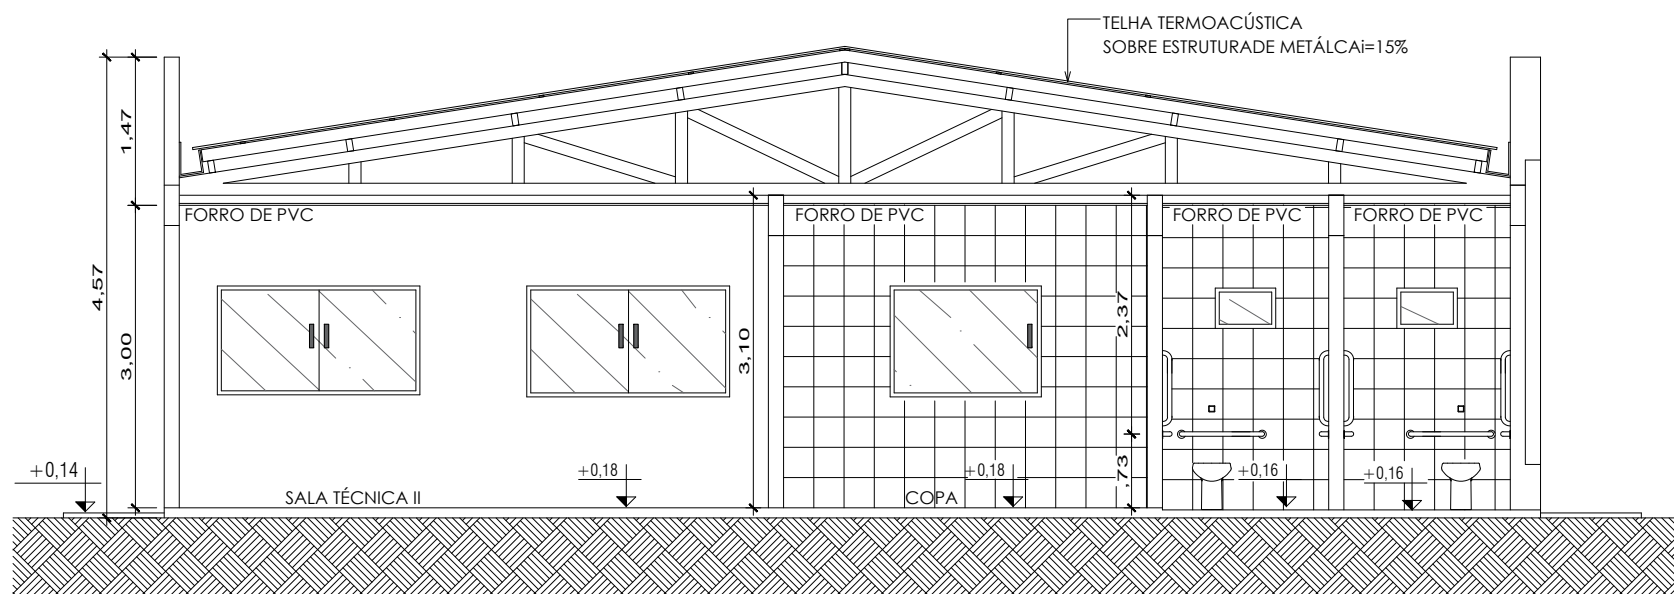 TELHA TERMOACÚSTICA
SOBRE ESTRUTURADE METÁLCAi=15%
1,47
4,57
3,00
FORRO DE PVC
FORRO DE PVC
FORRO DE PVC
FORRO DE PVC
3,10
2,37
,73
+0,14
+0,18
+0,18
+0,16
+0,16
SALA TÉCNICA II
COPA